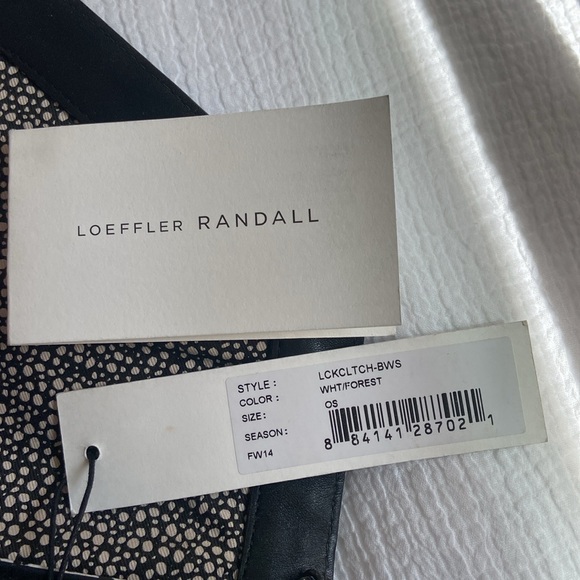 LOEFFLER RANDALL
STYLE : LCKCLTCH-BWS
COLOR : WHT/FOREST
SIZE : OS
SEASON :
FW14
8 84141 28702 1